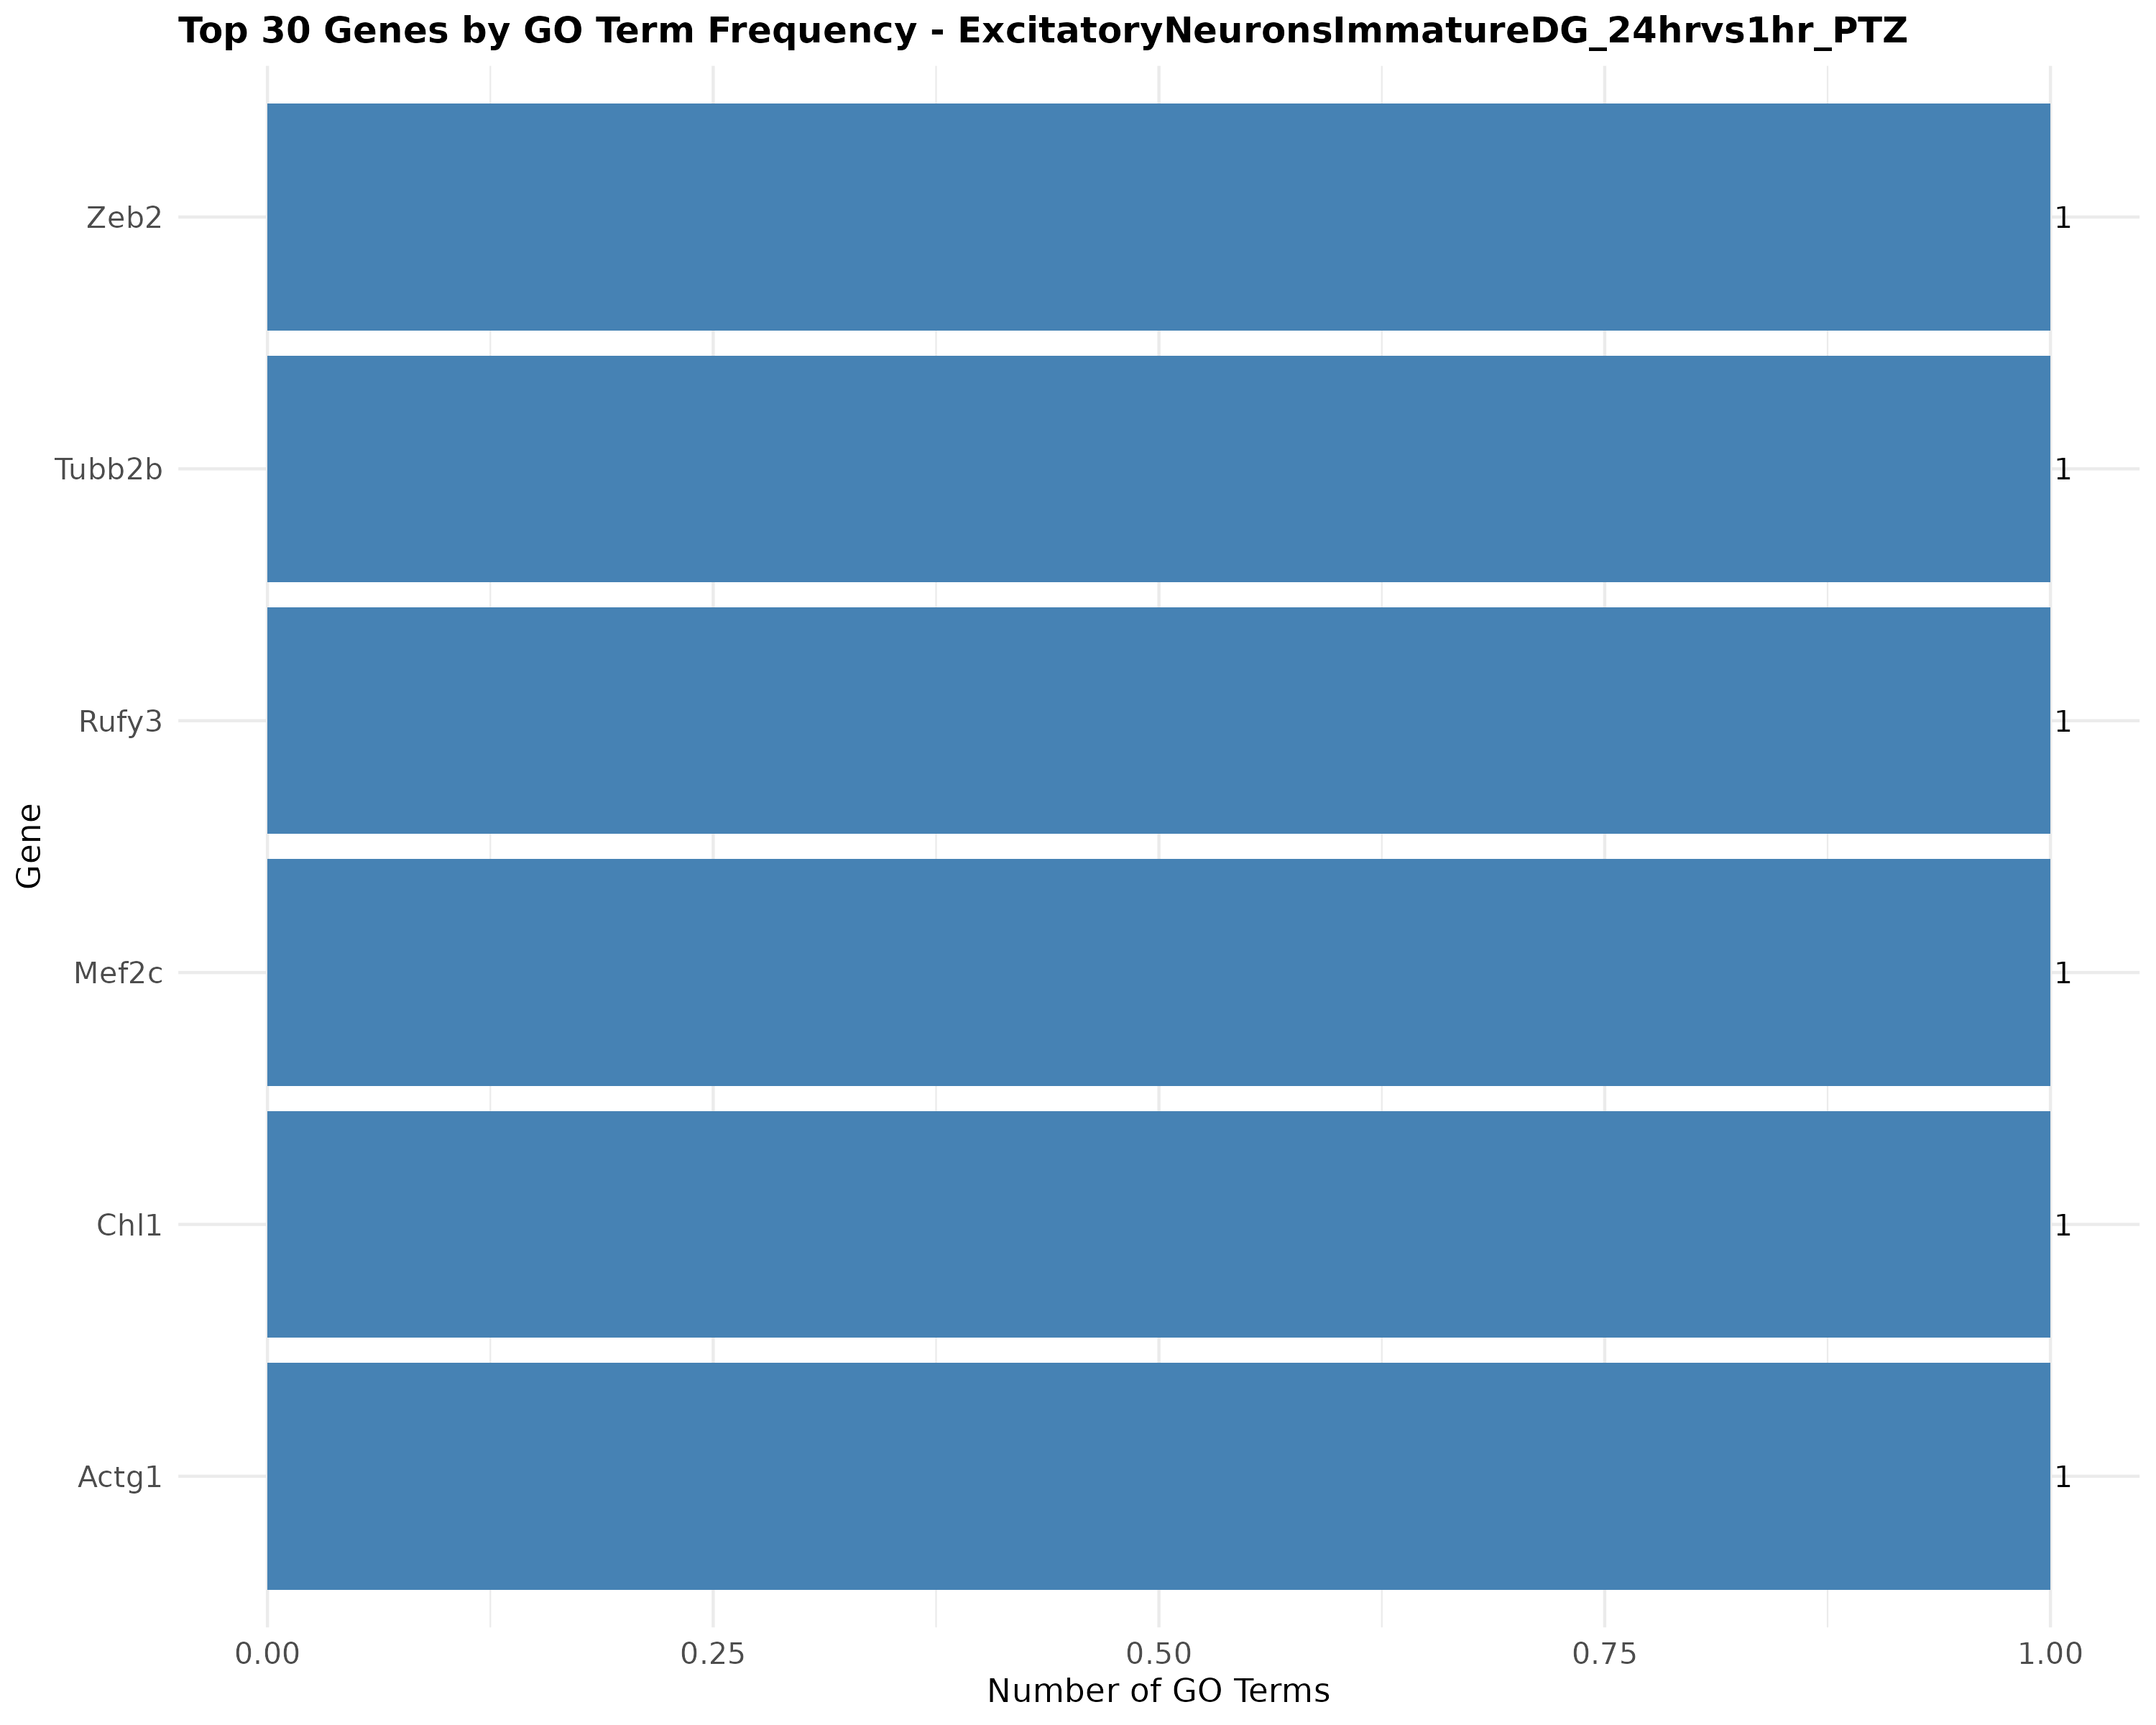 Top 30 Genes by GO Term Frequency - ExcitatoryNeuronsImmatureDG_24hrvs1hr_PTZ
Zeb2
1
Tubb2b
1
Rufy3
1
Gene
Mef2c
1
Chl1
1
Actg1
1
0.00 0.25 0.50 0.75 1.00
Number of GO Terms